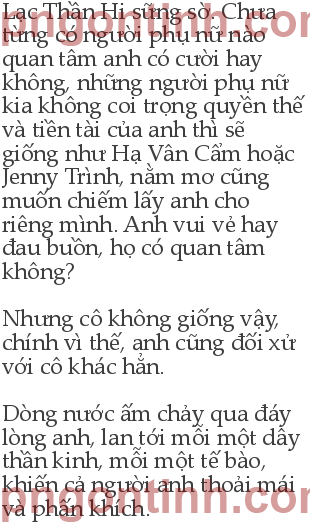 Lạc Thần Hi sững sờ. Chưa
từng có người phụ nữ nào
quan tâm anh có cười hay
không, những người phụ nữ
kia không coi trọng quyền thế
và tiền tài của anh thì sẽ
giống như Hạ Vân Cẩm hoặc
Jenny Trình, nằm mơ cũng
muốn chiếm lấy anh cho
riêng mình. Anh vui vẻ hay
đau buồn, họ có quan tâm
không?
Nhưng cô không giống vậy,
chính vì thế, anh cũng đối xử
với cô khác hẳn.
Dòng nước ấm chảy qua đáy
lòng anh, lan tới mỗi một dây
thần kinh, mỗi một tế bào,
khiến cả người anh thoải mái
và phấn khích.
pngontinh.com
pngontinh.com